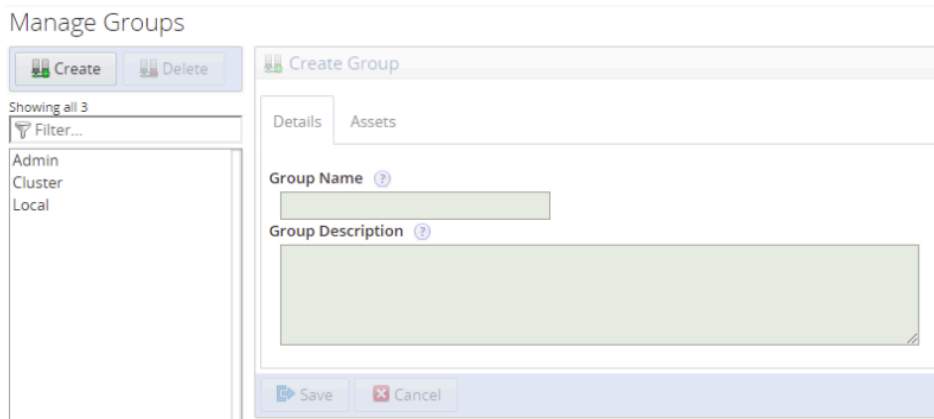 Manage Groups
Create Delete
Showing all 3
Filter...
Admin
Cluster
Local
Create Group
Details Assets
Group Name ?
Group Description ?
Save Cancel